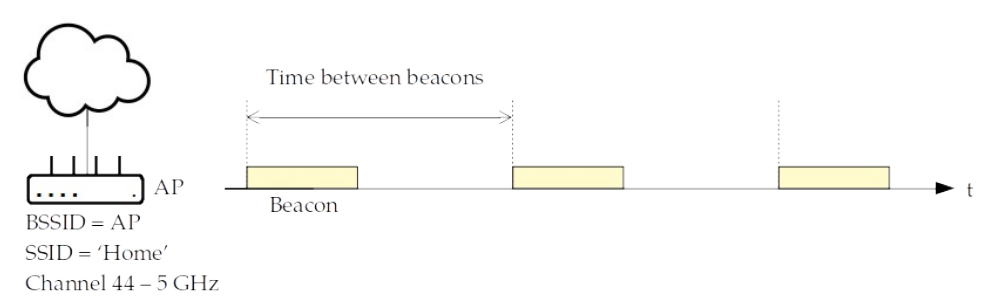 Time between beacons
AP
t
Beacon
BSSID = AP
SSID = ‘Home’
Channel 44 – 5 GHz